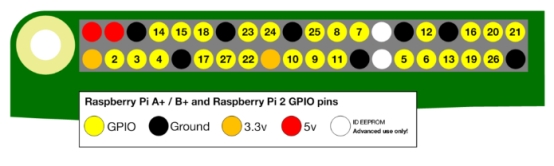 14 15 18 23 24 25 8 7 12 16 20 21
2 3 4 17 27 22 10 9 11 5 6 13 19 26
Raspberry Pi A+ / B+ and Raspberry Pi 2 GPIO pins
GPIO Ground 3.3v 5v ID EEPROM
Advanced use only!